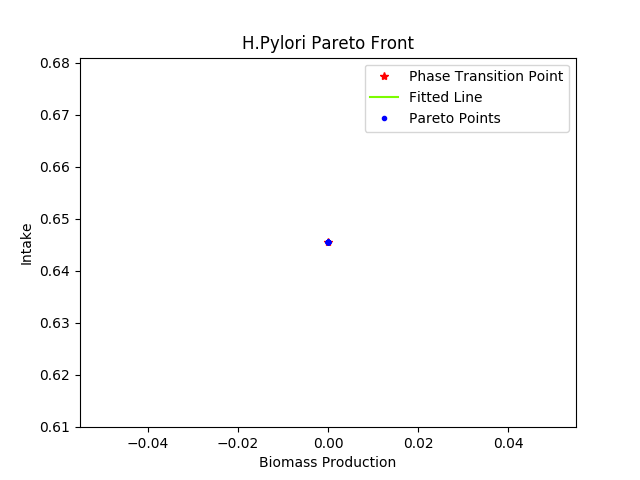 H.Pylori Pareto Front
Phase Transition Point
Fitted Line
Pareto Points
0.68
0.67
0.66
0.65
0.64
0.63
0.62
0.61
Intake
−0.04 −0.02 0.00 0.02 0.04
Biomass Production